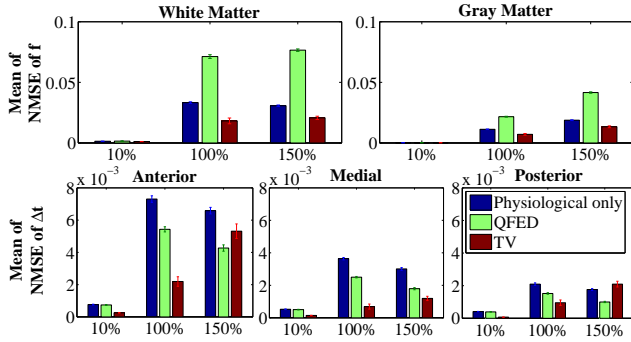 White Matter
Gray Matter
Mean of
NMSE of f
0.1
0.05
0
10%
100%
150%
0.1
0.05
0
10%
100%
150%
Mean of
NMSE of Δt
x 10⁻³
Anterior
8
6
4
2
0
10%
100%
150%
x 10⁻³
Medial
8
6
4
2
0
10%
100%
150%
x 10⁻³
Posterior
8
6
4
2
0
10%
100%
150%
Physiological only
QFED
TV